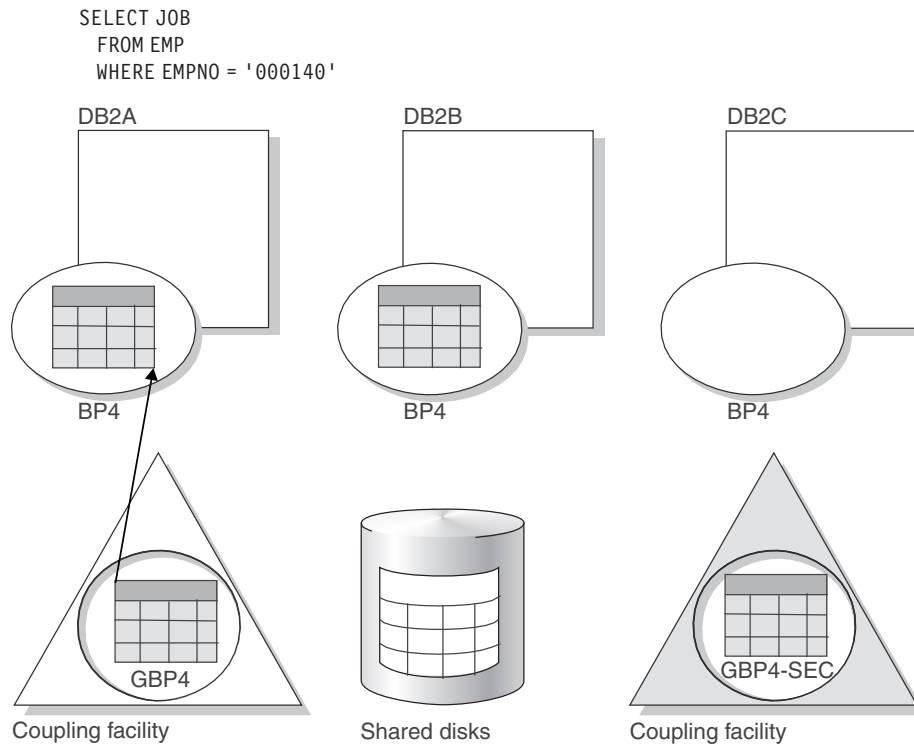 SELECT JOB
FROM EMP
WHERE EMPNO = '000140'
DB2A
DB2B
DB2C
BP4
BP4
BP4
GBP4
GBP4-SEC
Coupling facility
Shared disks
Coupling facility